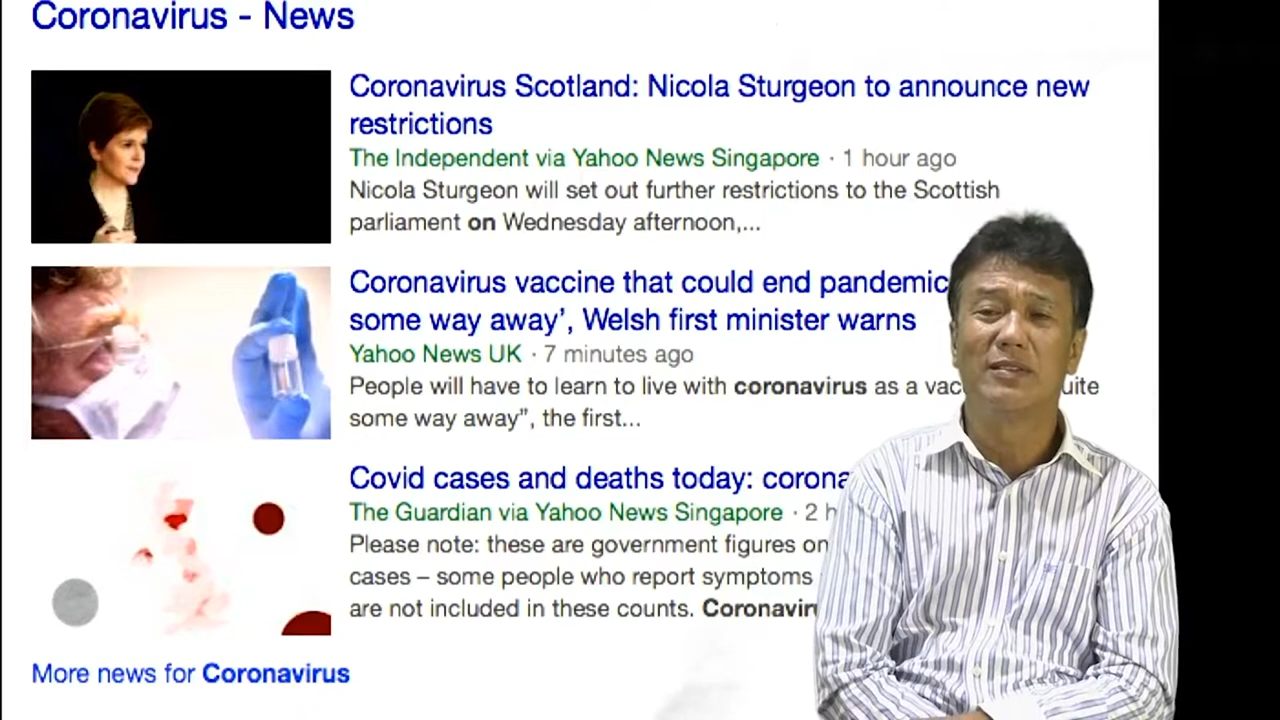 Coronavirus - News
Coronavirus Scotland: Nicola Sturgeon to announce new
restrictions
The Independent via Yahoo News Singapore · 1 hour ago
Nicola Sturgeon will set out further restrictions to the Scottish
parliament on Wednesday afternoon,...
Coronavirus vaccine that could end pandemic
some way away’, Welsh first minister warns
Yahoo News UK · 7 minutes ago
People will have to learn to live with coronavirus as a
some way away”, the first...
Covid cases and deaths today:
The Guardian via Yahoo News Singapore · 2
Please note: these are government figures on
cases – some people who report symptoms
are not included in these counts.
More news for Coronavirus